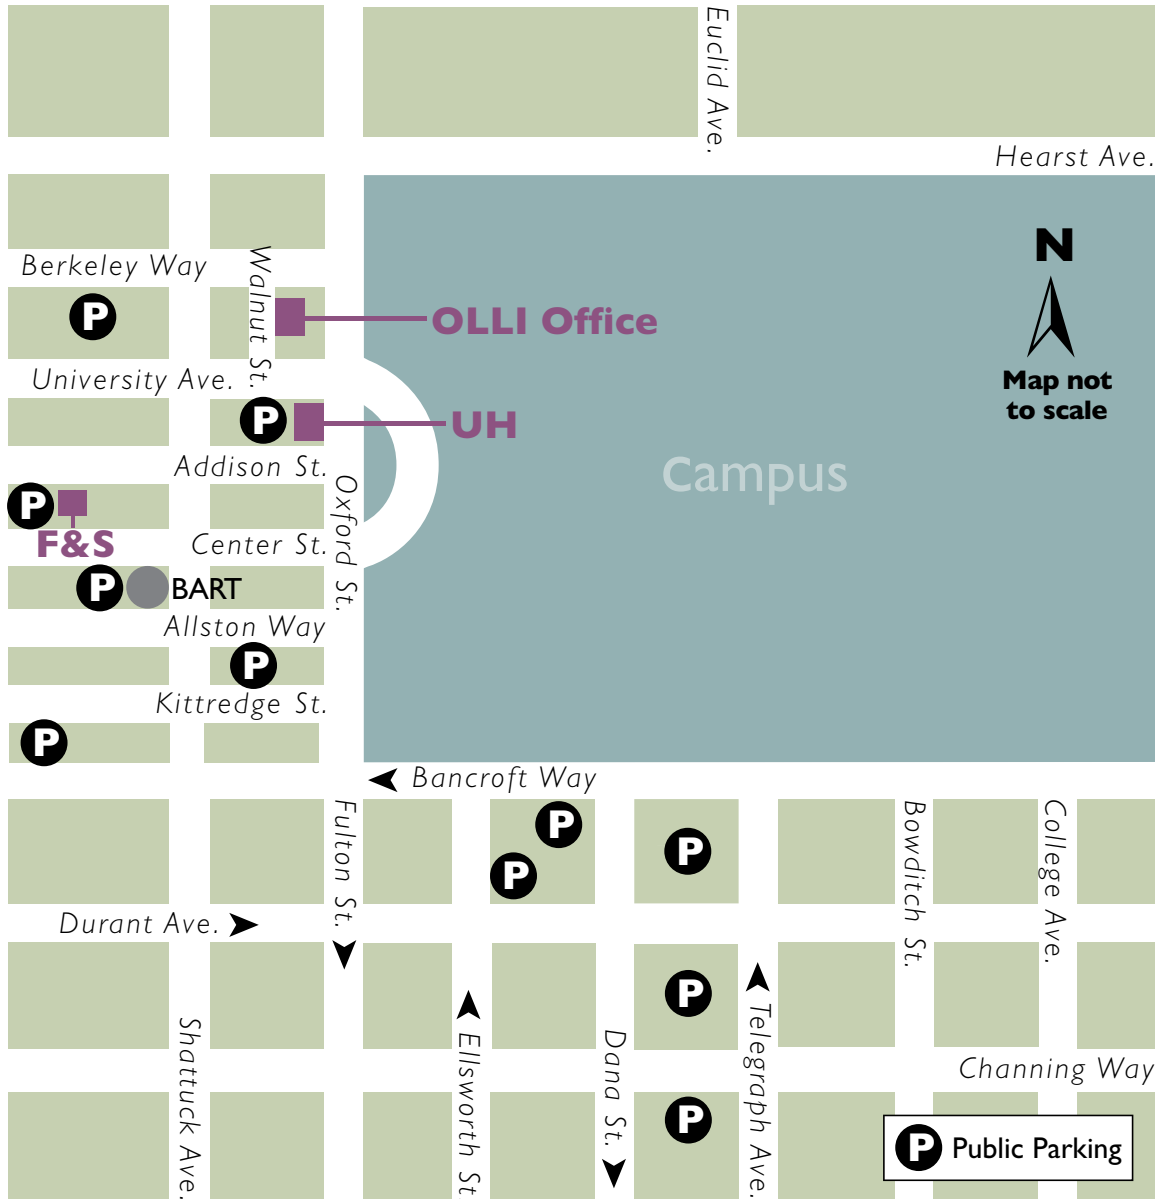 Euclid Ave.
Hearst Ave.
N
Berkeley Way
Walnut St.
P
OLLI Office
Map not
to scale
University Ave.
P
UH
Addison St.
Campus
Oxford St.
P
F&S
Center St.
P
BART
Allston Way
P
Kittredge St.
P
Bancroft Way
Fulton St.
P
P
P
Bowditch St.
College Ave.
Durant Ave.
P
Shattuck Ave.
Ellsworth St
Dana St.
Telegraph Ave.
Channing Way
P
P Public Parking